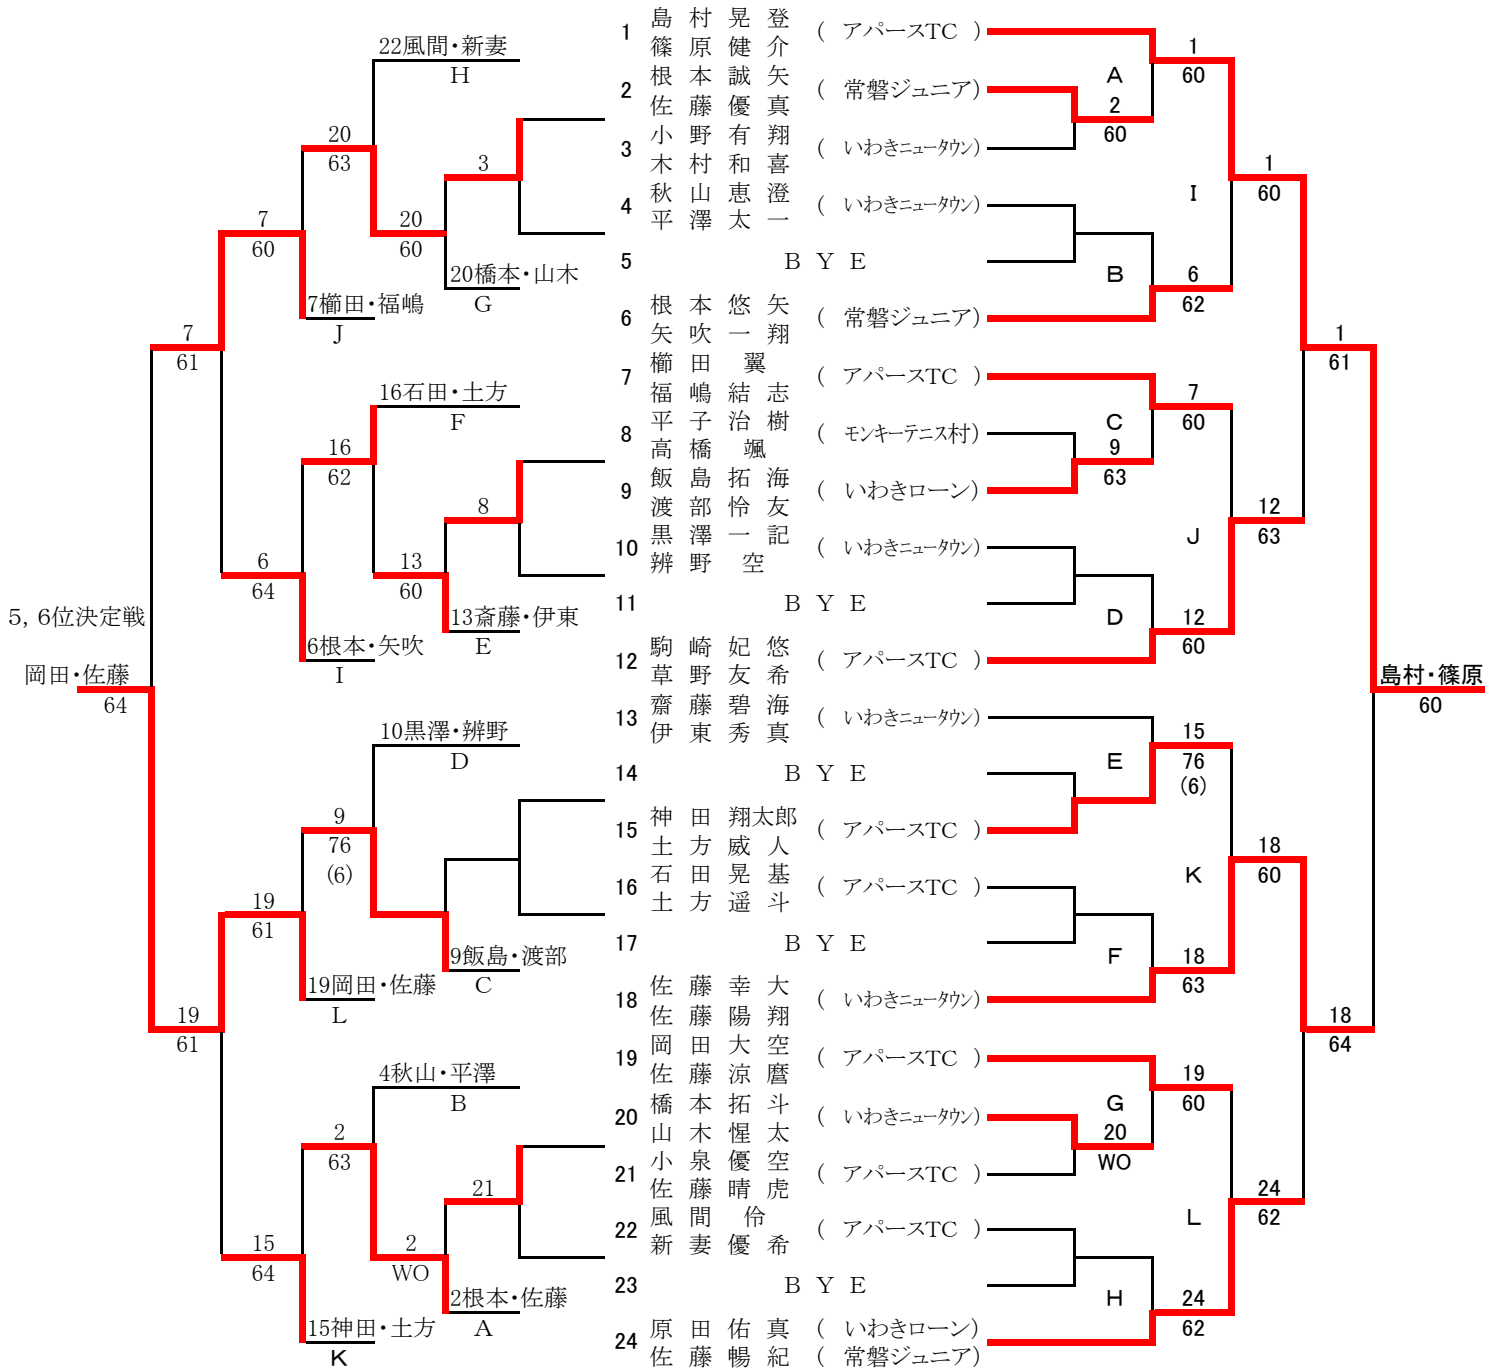 1 島村晃登 篠原健介 ( アパースTC )
2 根本誠矢 佐藤優真 ( 常磐ジュニア)
3 小野有翔 木村和喜 ( いわきニュータウン)
4 秋山恵澄 平澤太一 ( いわきニュータウン)
5 BYE
6 根本悠矢 矢吹一翔 ( 常磐ジュニア)
7 櫛田翼 福嶋結志 ( アパースTC )
8 平子治樹 高橋颯 ( モンキーテニス村)
9 飯島拓海 渡部怜友 ( いわきローン)
10 黒澤一記 辨野空 ( いわきニュータウン)
11 BYE
12 駒崎妃悠 草野友希 ( アパースTC )
13 齋藤碧海 伊東秀真 ( いわきニュータウン)
14 BYE
15 神田翔太郎 土方威人 ( アパースTC )
16 石田晃基 土方遥斗 ( アパースTC )
17 BYE
18 佐藤幸大 佐藤陽翔 ( いわきニュータウン)
19 岡田大空 佐藤涼麿 ( アパースTC )
20 橋本拓斗 山木惺太 ( いわきニュータウン)
21 小泉優空 佐藤晴虎 ( アパースTC )
22 風間伶 新妻優希 ( アパースTC )
23 BYE
24 原田佑真 ( いわきローン)
佐藤暢紀 ( 常磐ジュニア)
A
2
60
1
60
B
6
62
I
1
60
C
9
63
7
60
D
12
60
J
12
63
1
61
E
15
76
(6)
F
18
63
K
18
60
G
20
WO
19
60
H
24
62
L
24
62
18
64
島村・篠原
60
22風間・新妻
H
3
20橋本・山木
G
20
60
20
63
7櫛田・福嶋
J
7
60
7
61
16石田・土方
F
8
13斎藤・伊東
E
13
60
16
62
6根本・矢吹
I
6
64
5, 6位決定戦
岡田・佐藤
64
10黒澤・辨野
D
9飯島・渡部
C
9
76
(6)
19岡田・佐藤
L
19
61
19
61
4秋山・平澤
B
21
2根本・佐藤
A
2
WO
2
63
15神田・土方
K
15
64